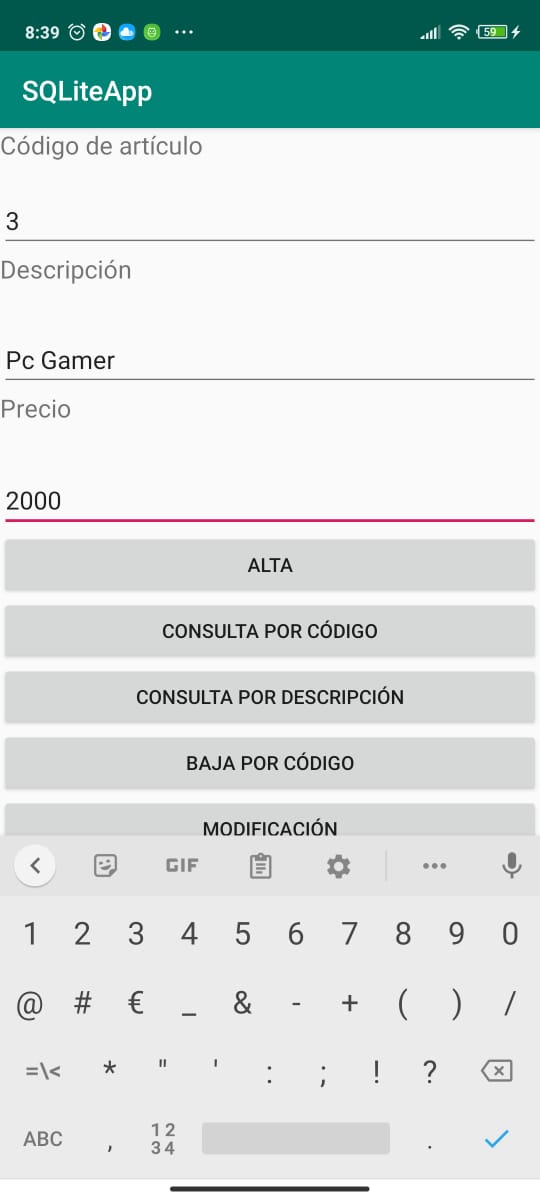 8:39
59
SQLiteApp
Código de artículo
3
Descripción
Pc Gamer
Precio
2000
ALTA
CONSULTA POR CÓDIGO
CONSULTA POR DESCRIPCIÓN
BAJA POR CÓDIGO
MODIFICACIÓN
GIF
1 2 3 4 5 6 7 8 9 0
@ # € _ & - + ( ) /
=\< * " ' : ; ! ?
ABC , 12 34 .